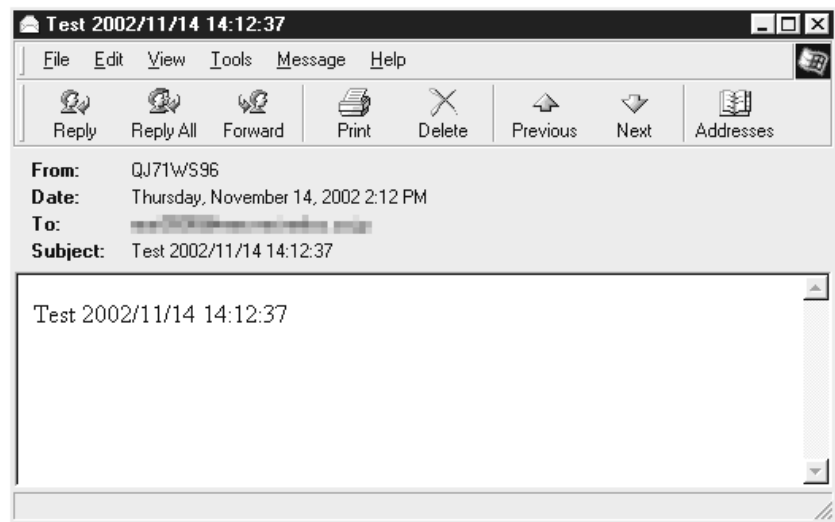 Test 2002/11/14 14:12:37
File Edit View Tools Message Help
Reply Reply All Forward Print Delete Previous Next Addresses
From: QJ71WS96
Date: Thursday, November 14, 2002 2:12 PM
To:
Subject: Test 2002/11/14 14:12:37
Test 2002/11/14 14:12:37